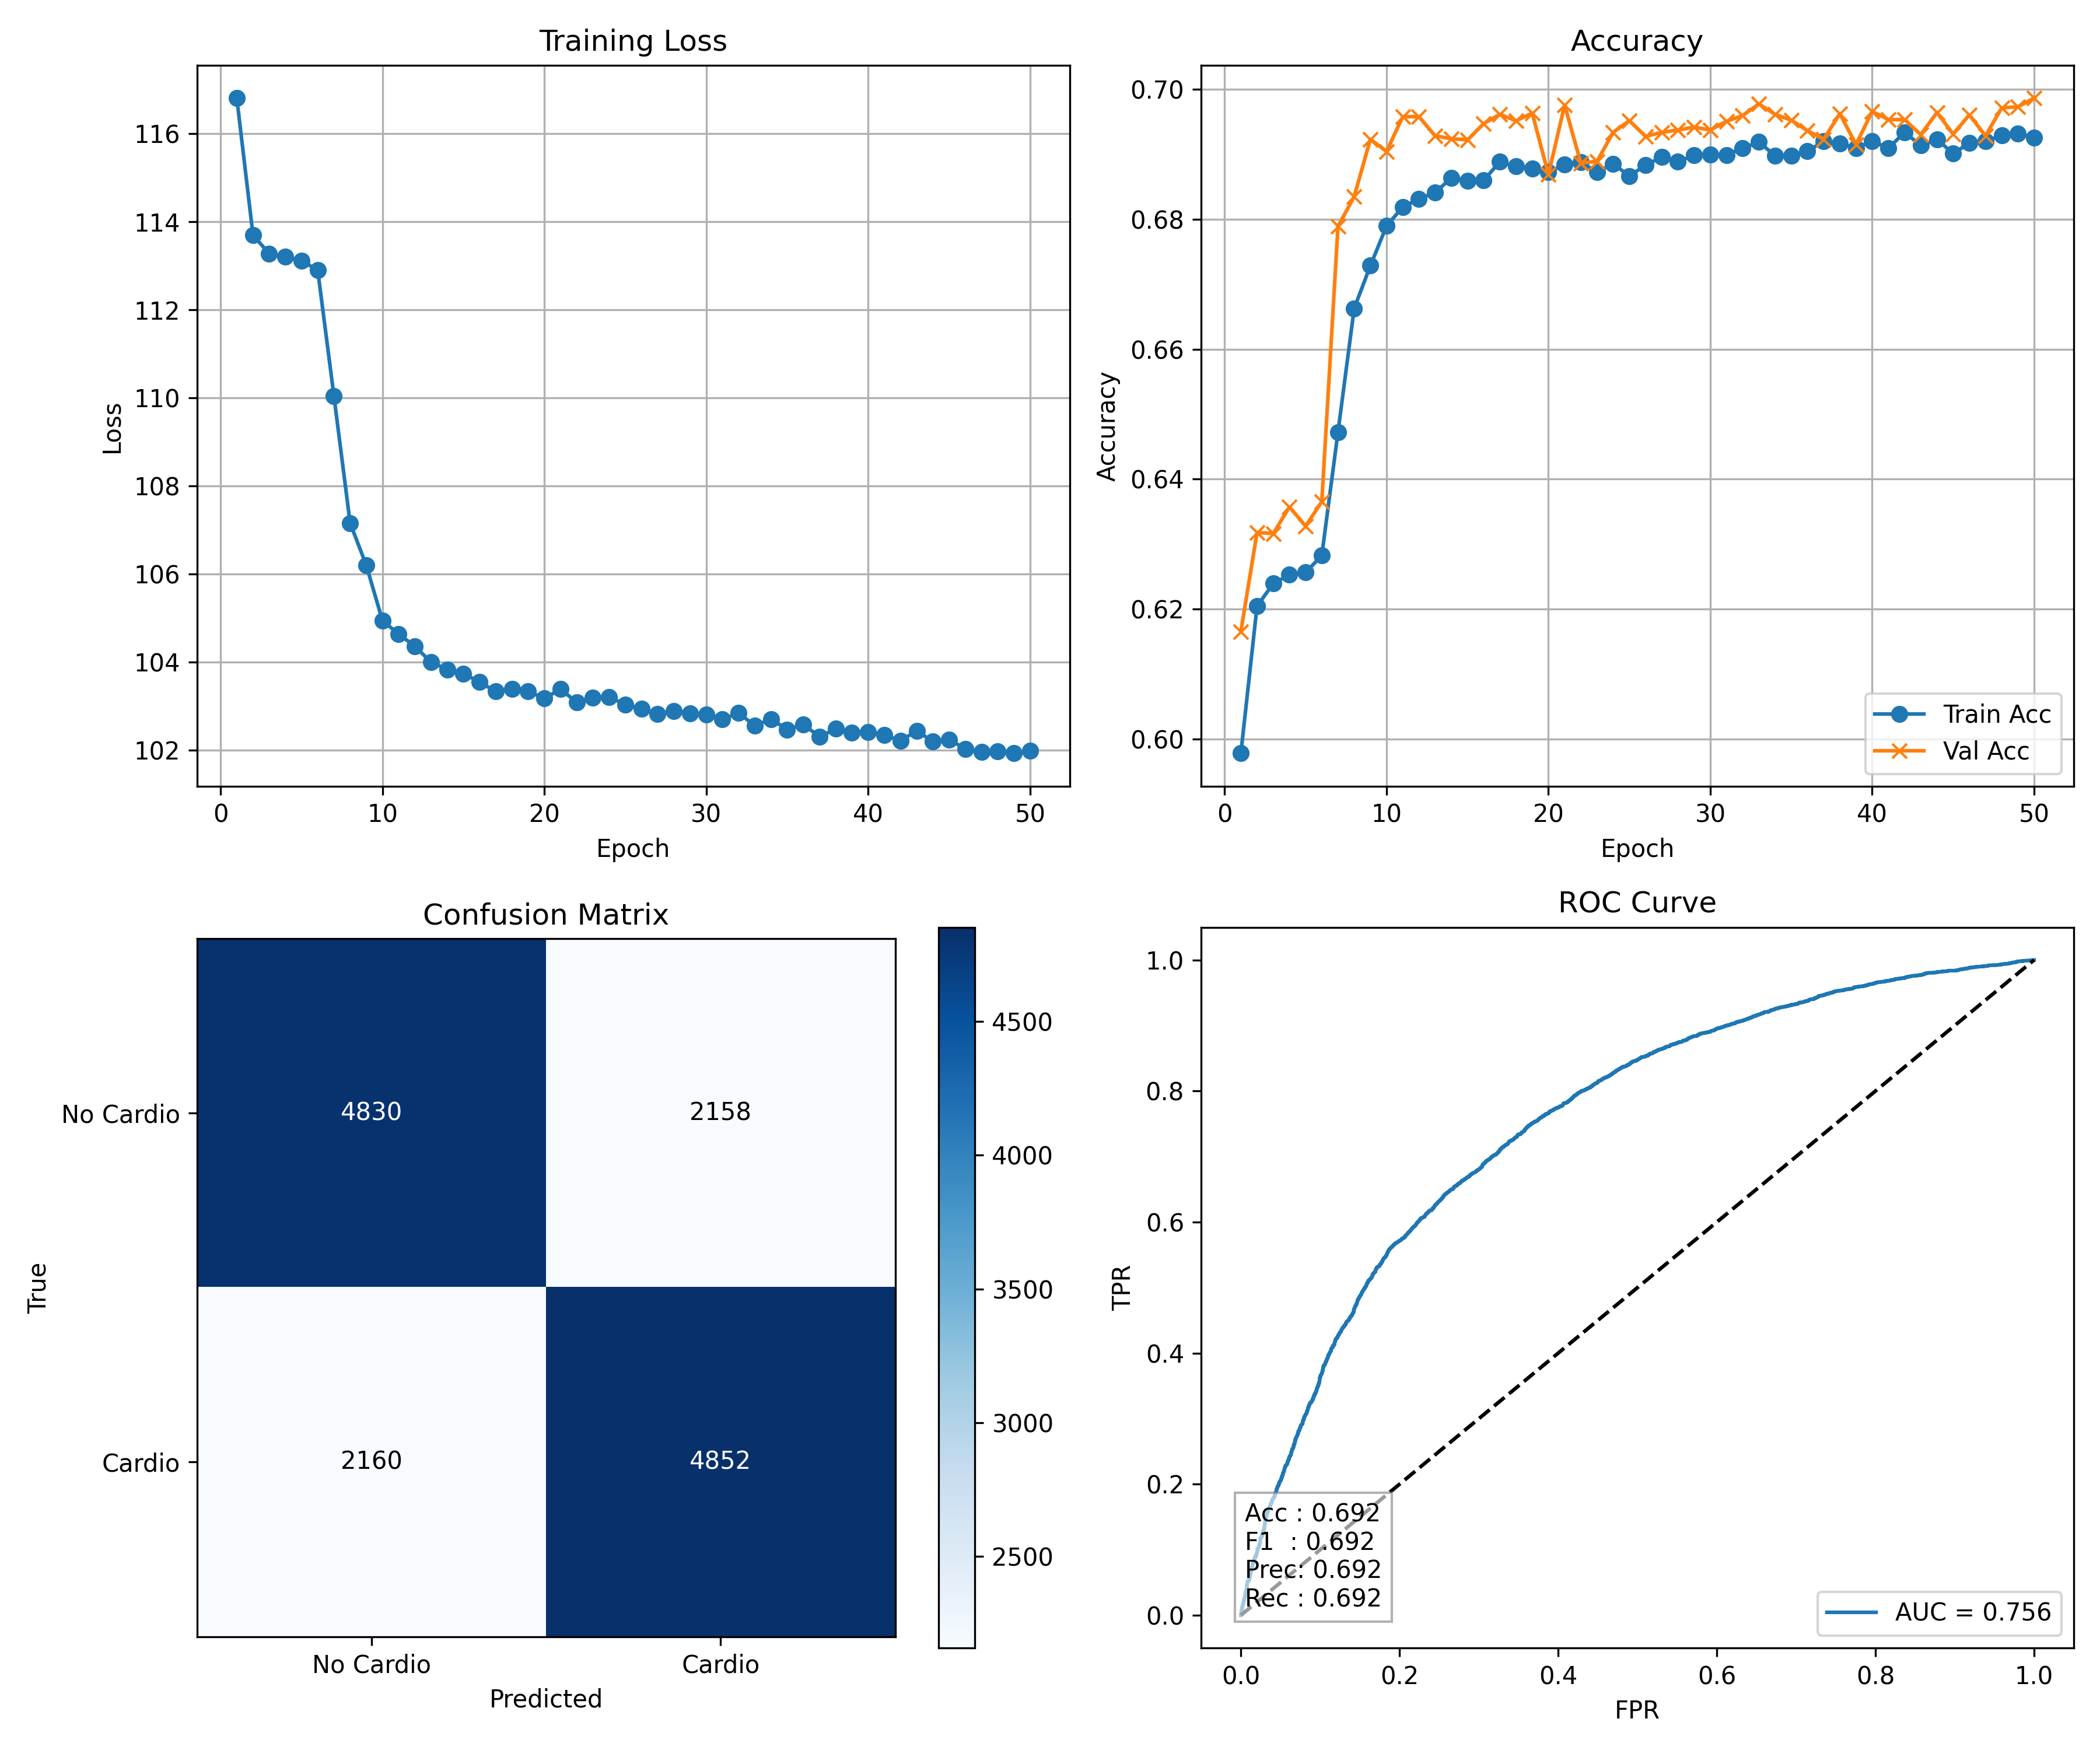 Training Loss
116
114
112
110
108
106
104
102
Loss
0 10 20 30 40 50
Epoch
Accuracy
0.70
0.68
0.66
0.64
0.62
0.60
Accuracy
Train Acc
Val Acc
0 10 20 30 40 50
Epoch
Confusion Matrix
No Cardio
Cardio
True
4830 2158
2160 4852
No Cardio Cardio
Predicted
4500
4000
3500
3000
2500
ROC Curve
1.0
0.8
0.6
0.4
0.2
0.0
TPR
Acc : 0.692
F1 : 0.692
Prec: 0.692
Rec : 0.692
AUC = 0.756
0.0 0.2 0.4 0.6 0.8 1.0
FPR